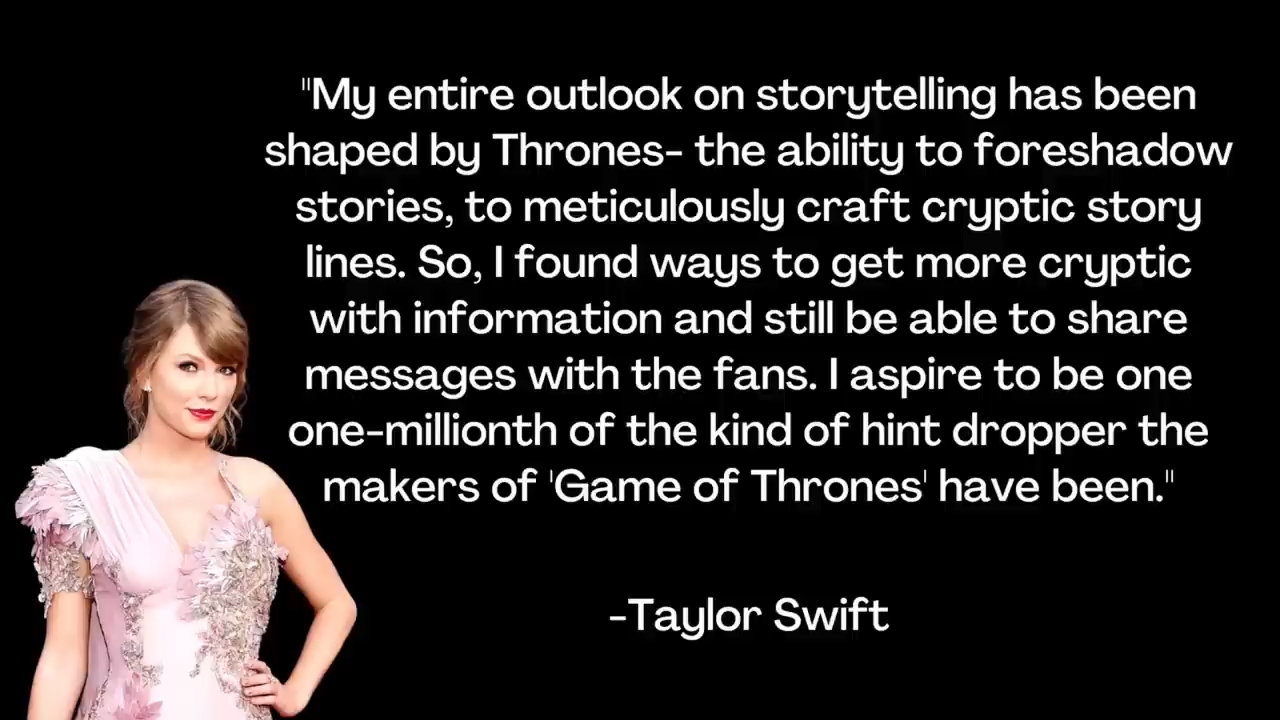 "My entire outlook on storytelling has been
shaped by Thrones- the ability to foreshadow
stories, to meticulously craft cryptic story
lines. So, I found ways to get more cryptic
with information and still be able to share
messages with the fans. I aspire to be one
one-millionth of the kind of hint dropper the
makers of 'Game of Thrones' have been."
-Taylor Swift